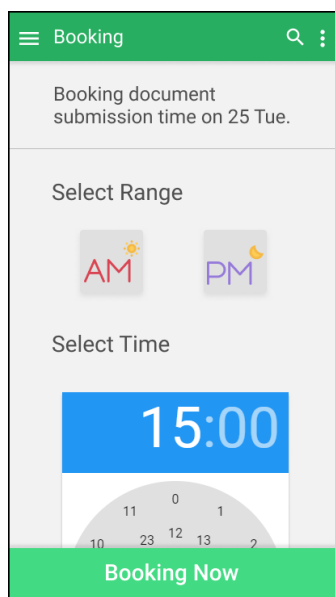 Booking
Booking document
submission time on 25 Tue.
Select Range
AM
PM
Select Time
15:00
0
11
1
12
23
13
10
2
Booking Now